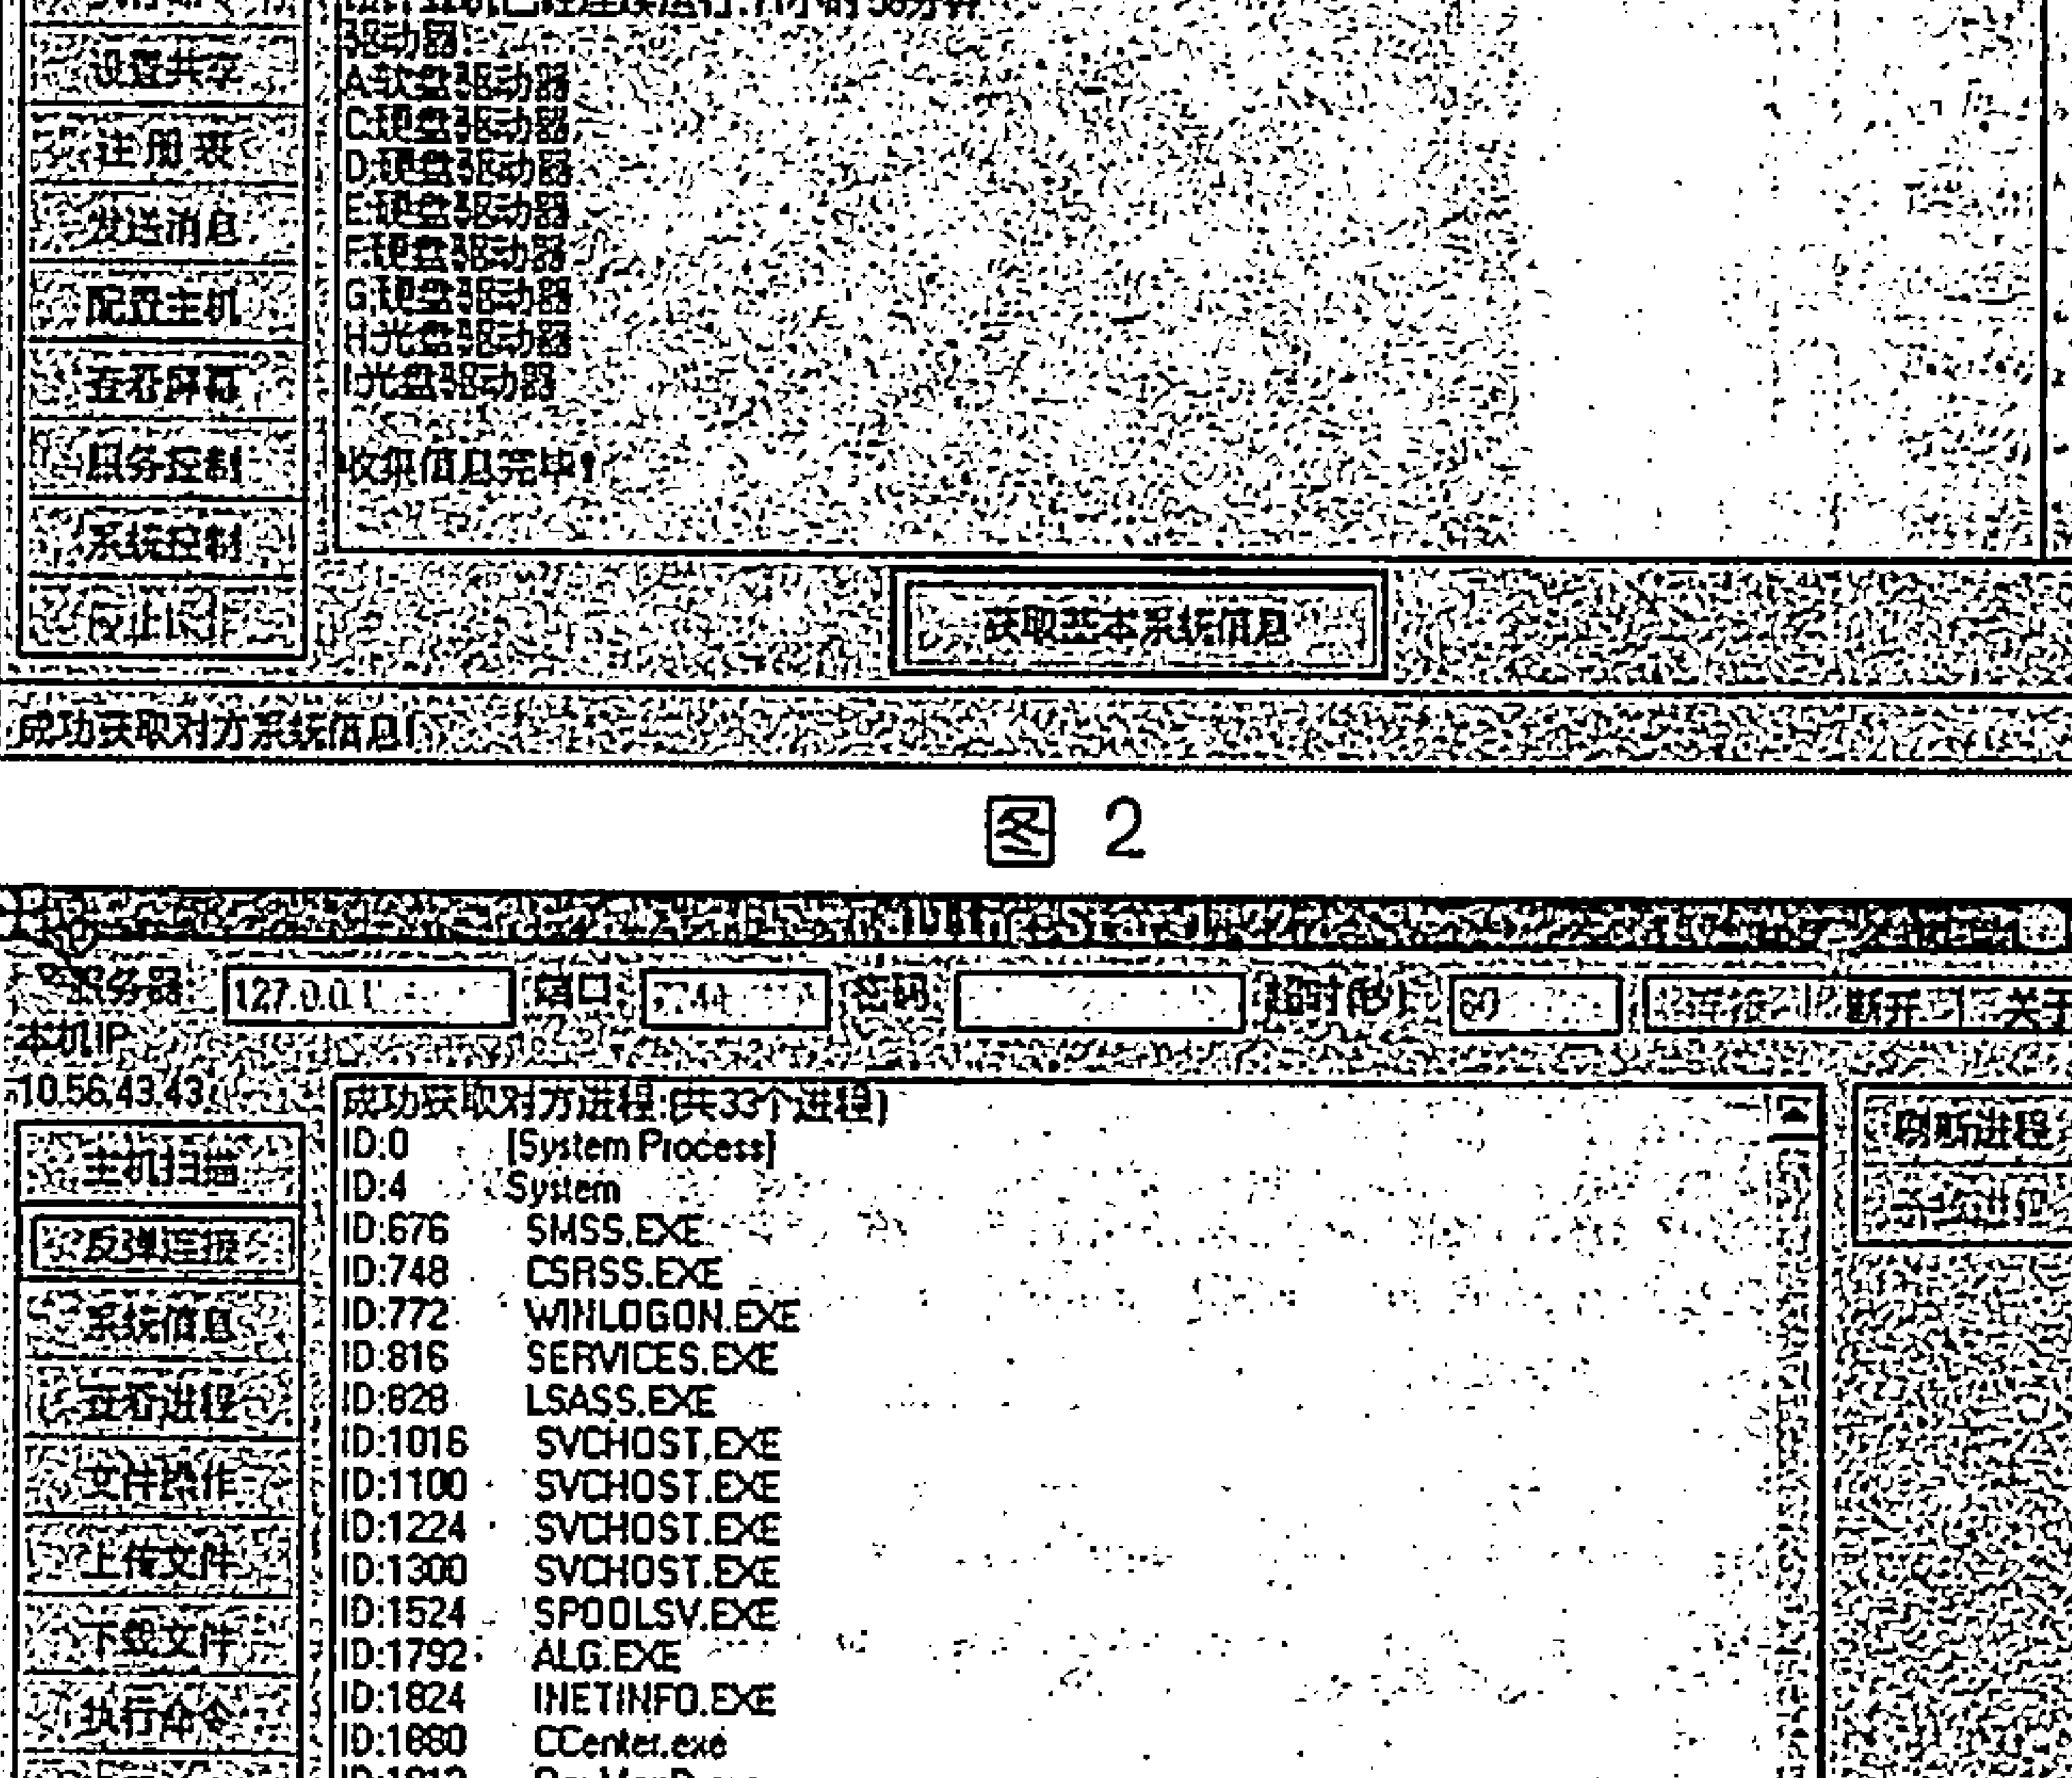 驱动器:
设置共享
A:软盘驱动器
C:硬盘驱动器
注册表
D:硬盘驱动器
E:硬盘驱动器
发送消息
F:硬盘驱动器
G:硬盘驱动器
配置主机
H:光盘驱动器
查看屏幕
I:光盘驱动器
服务控制
收集信息完毕!
系统控制
获取基本系统信息
成功获取对方系统信息!
图 2
服务器 127.0.0.1 端口 密码 超时(秒) 60 连接 断开 关于
本机IP
10.56.43.43
成功获取对方进程:(共33个进程)
刷新进程
ID:0 [System Process]
主机扫描
ID:4 System
ID:676 SMSS.EXE
反弹连接
ID:748 CSRSS.EXE
ID:772 WINLOGON.EXE
系统信息
ID:816 SERVICES.EXE
ID:828 LSASS.EXE
查看进程
ID:1016 SVCHOST.EXE
ID:1100 SVCHOST.EXE
文件操作
ID:1224 SVCHOST.EXE
上传文件
ID:1300 SVCHOST.EXE
ID:1524 SPOOLSV.EXE
下载文件
ID:1792 ALG.EXE
ID:1824 INETINFO.EXE
执行命令
ID:1880 CCenter.exe